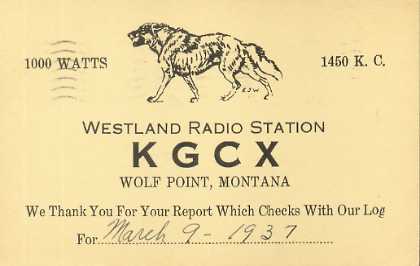 1000 WATTS 1450 K. C.
EJW
WESTLAND RADIO STATION
KGCX
WOLF POINT, MONTANA
We Thank You For Your Report Which Checks With Our Log
For March 9 - 1937